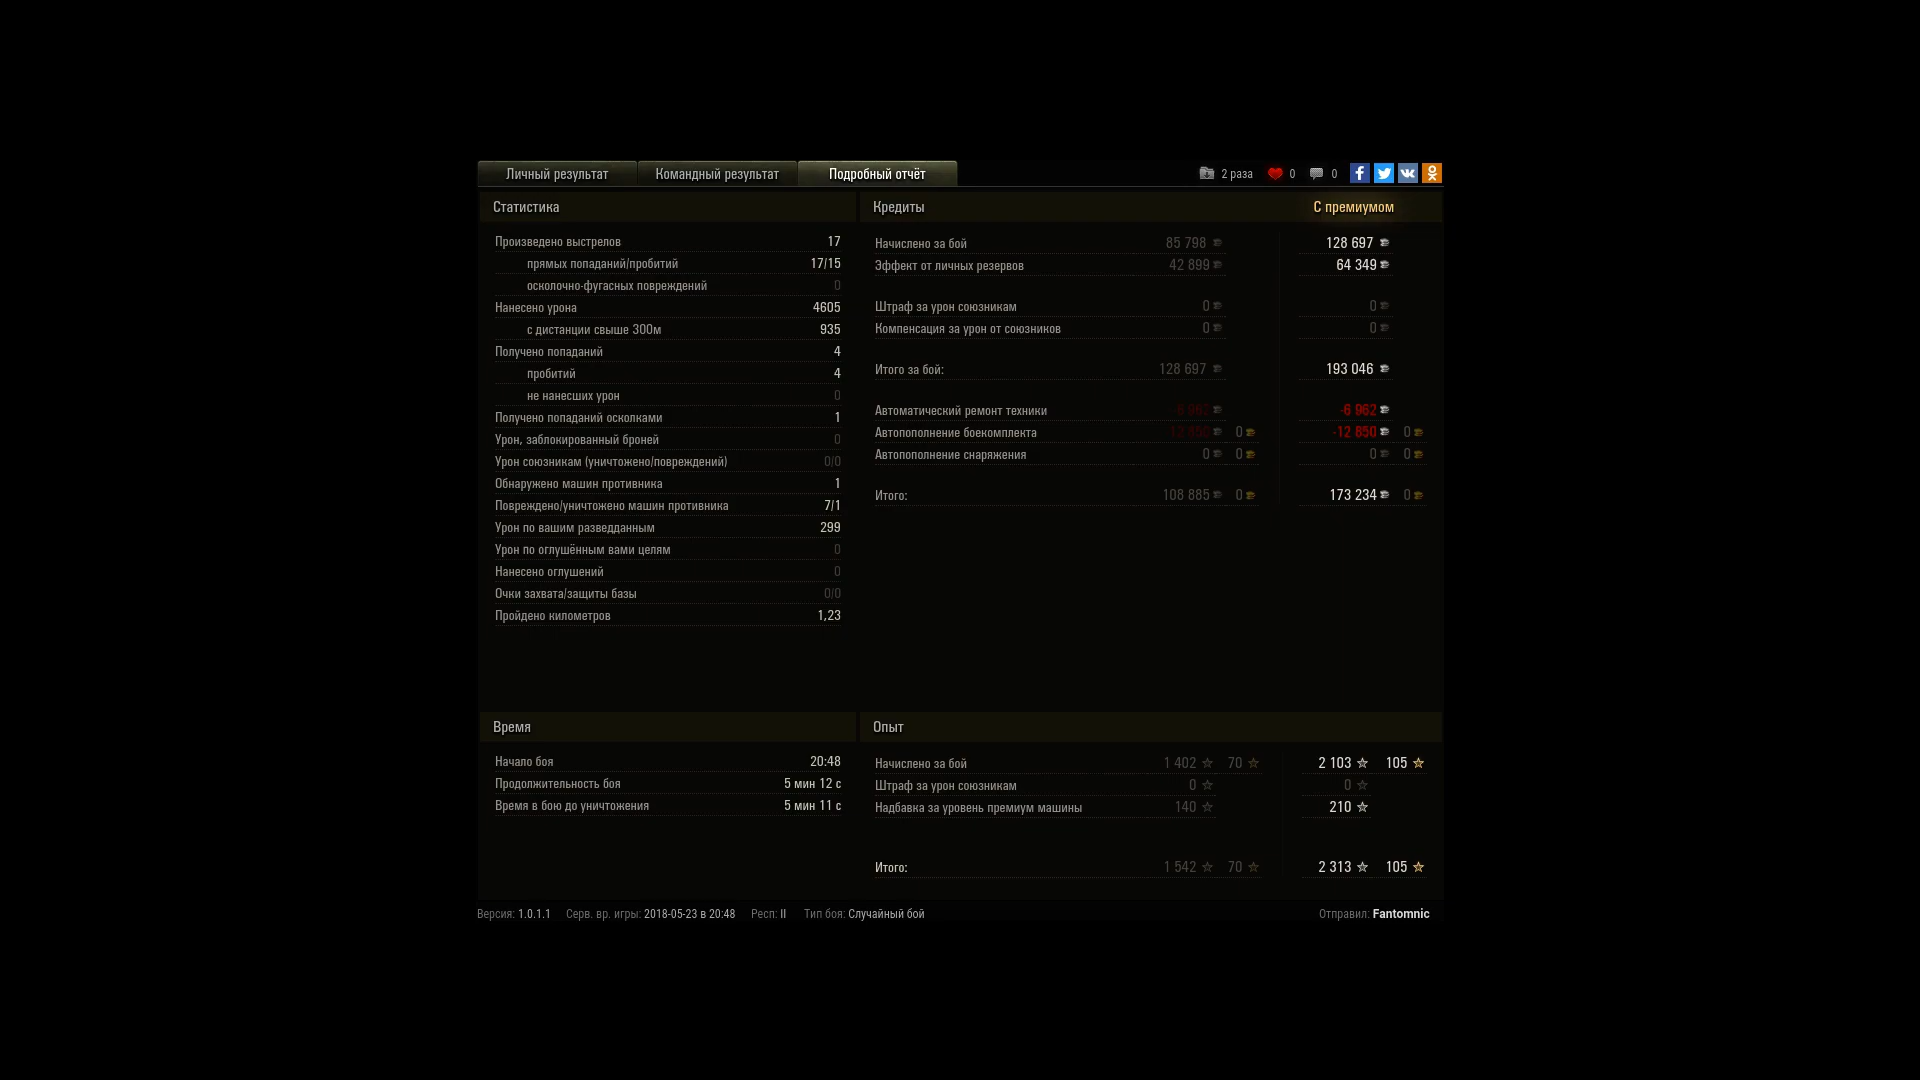 Личный результат Командный результат Подробный отчёт 2 раза 0 0
Статистика
Произведено выстрелов 17
прямых попаданий/пробитий 17/15
осколочно-фугасных повреждений 0
Нанесено урона 4605
с дистанции свыше 300м 935
Получено попаданий 4
пробитий 4
не нанесших урон 0
Получено попаданий осколками 1
Урон, заблокированный броней 0
Урон союзникам (уничтожено/повреждений) 0/0
Обнаружено машин противника 1
Повреждено/уничтожено машин противника 7/1
Урон по вашим разведданным 299
Урон по оглушённым вами целям 0
Нанесено оглушений 0
Очки захвата/защиты базы 0/0
Пройдено километров 1,23
Кредиты С премиумом
Начислено за бой 85 798 128 697
Эффект от личных резервов 42 899 64 349
Штраф за урон союзникам 0 0
Компенсация за урон от союзников 0 0
Итого за бой: 128 697 193 046
Автоматический ремонт техники -6 962 -6 962
Автопополнение боекомплекта -12 850 0 -12 850 0
Автопополнение снаряжения 0 0 0 0
Итого: 108 885 0 173 234 0
Время
Начало боя 20:48
Продолжительность боя 5 мин 12 с
Время в бою до уничтожения 5 мин 11 с
Опыт
Начислено за бой 1 402 70 2 103 105
Штраф за урон союзникам 0 0
Надбавка за уровень премиум машины 140 210
Итого: 1 542 70 2 313 105
Версия: 1.0.1.1 Серв. вр. игры: 2018-05-23 в 20:48 Респ: II Тип боя: Случайный бой Отправил: Fantomnic